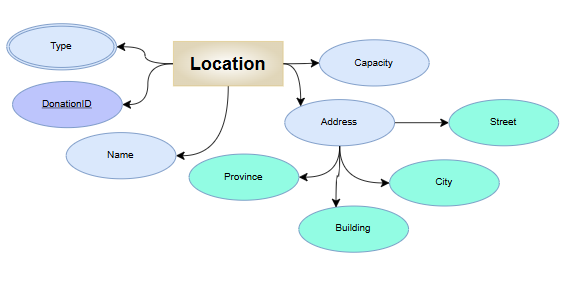 Type
Location
Capacity
DonationID
Address
Street
Name
Province
City
Building